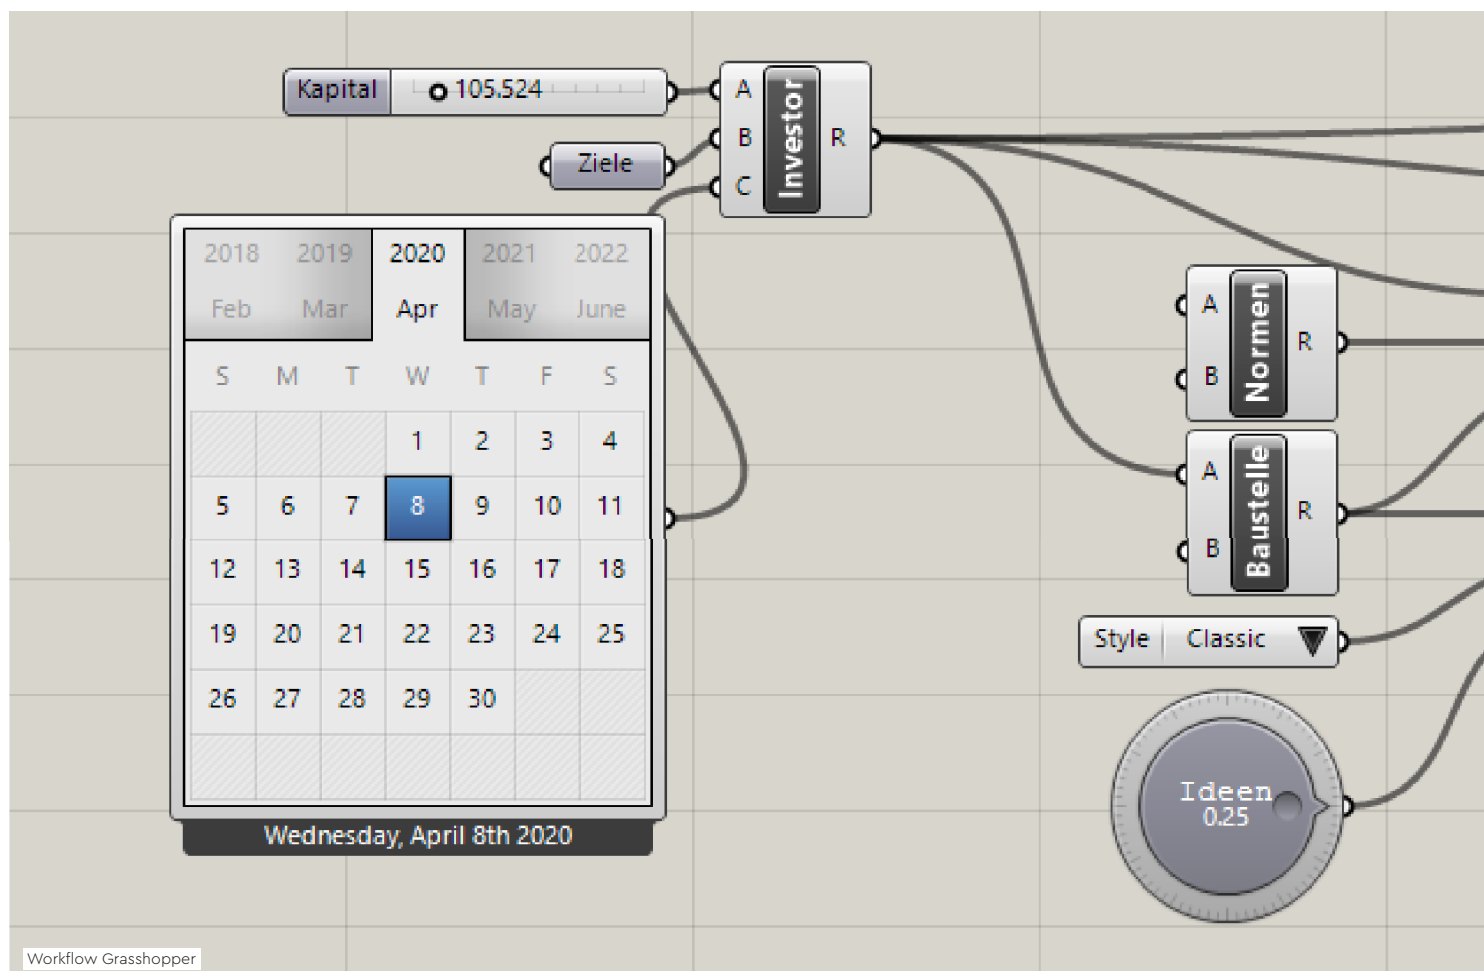 Kapital 105.524
Ziele
A
B
C
Investor
R
2018 2019 2020 2021 2022
Feb Mar Apr May June
S M T W T F S
1 2 3 4
5 6 7 8 9 10 11
12 13 14 15 16 17 18
19 20 21 22 23 24 25
26 27 28 29 30
Wednesday, April 8th 2020
A
B
Normen
R
A
B
Baustelle
R
Style Classic
Ideen
0.25
Workflow Grasshopper